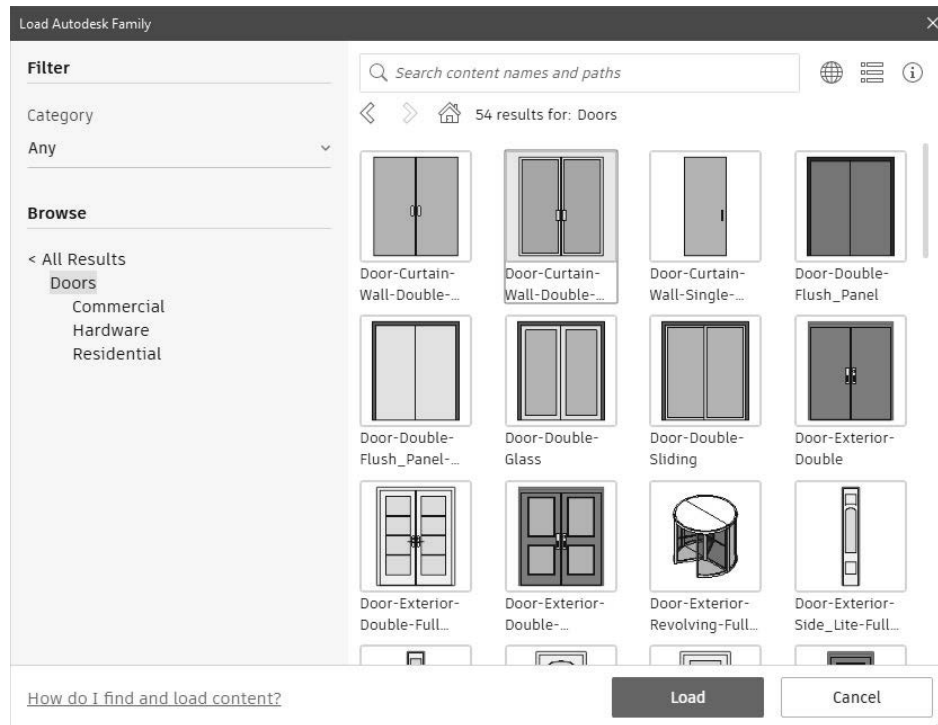 Load Autodesk Family
Filter
Category
Any
Browse
< All Results
Doors
Commercial
Hardware
Residential
Search content names and paths
54 results for: Doors
Door-Curtain-
Wall-Double-...
Door-Curtain-
Wall-Double-...
Door-Curtain-
Wall-Single-...
Door-Double-
Flush_Panel
Door-Double-
Flush_Panel-...
Door-Double-
Glass
Door-Double-
Sliding
Door-Exterior-
Double
Door-Exterior-
Double-Full...
Door-Exterior-
Double-...
Door-Exterior-
Revolving-Full...
Door-Exterior-
Side_Lite-Full...
How do I find and load content?
Load
Cancel